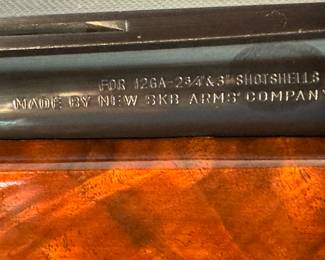 FOR 12GA-2¾"&3" SHOTSHELLS
MADE BY NEW SKB ARMS COMPANY